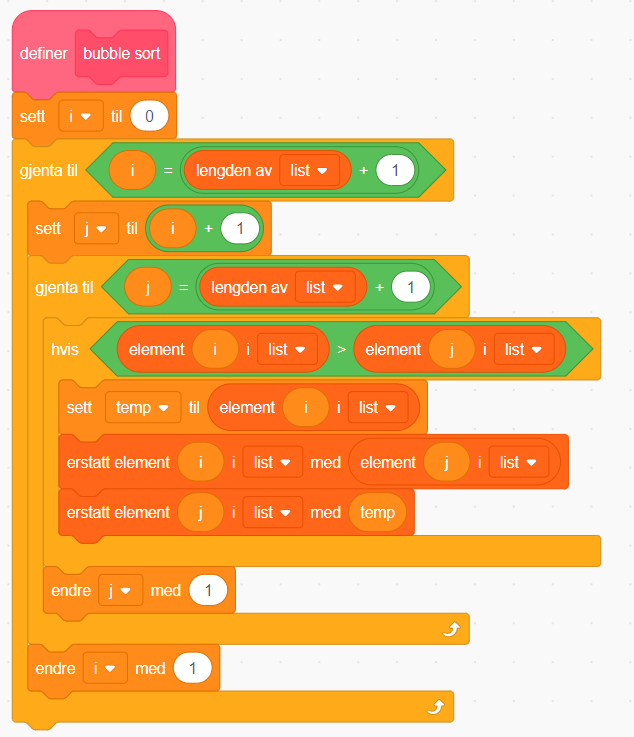 definer bubble sort
sett i til 0
gjenta til i = lengden av list + 1
sett j til i + 1
gjenta til j = lengden av list + 1
hvis element i i list > element j i list
sett temp til element i i list
erstatt element i i list med element j i list
erstatt element j i list med temp
endre j med 1
endre i med 1